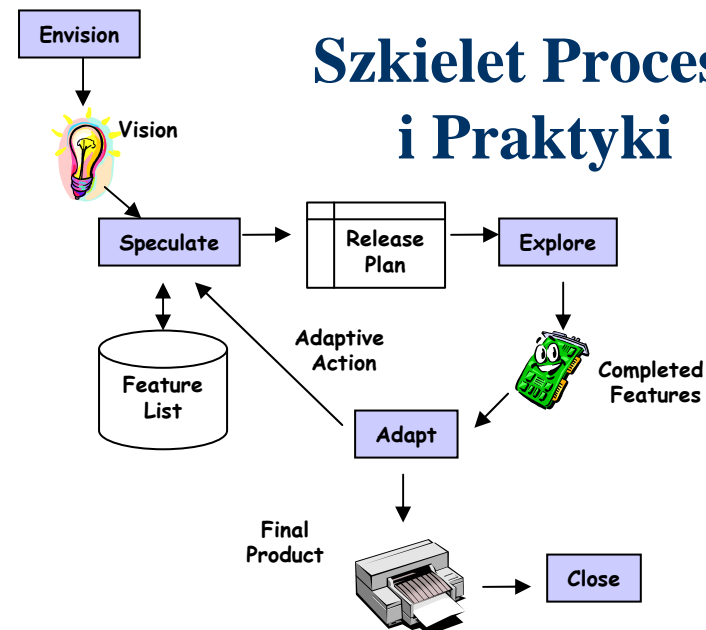 Envision
Szkielet Proces
i Praktyki
Vision
Speculate
Release
Plan
Explore
Adaptive
Action
Feature
List
Completed
Features
Adapt
Final
Product
Close